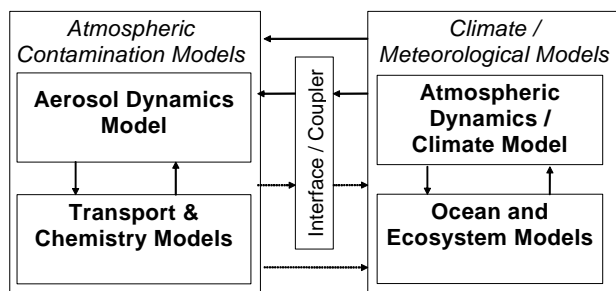 Atmospheric
Contamination Models
Aerosol Dynamics
Model
Transport &
Chemistry Models
Interface / Coupler
Climate /
Meteorological Models
Atmospheric
Dynamics /
Climate Model
Ocean and
Ecosystem Models